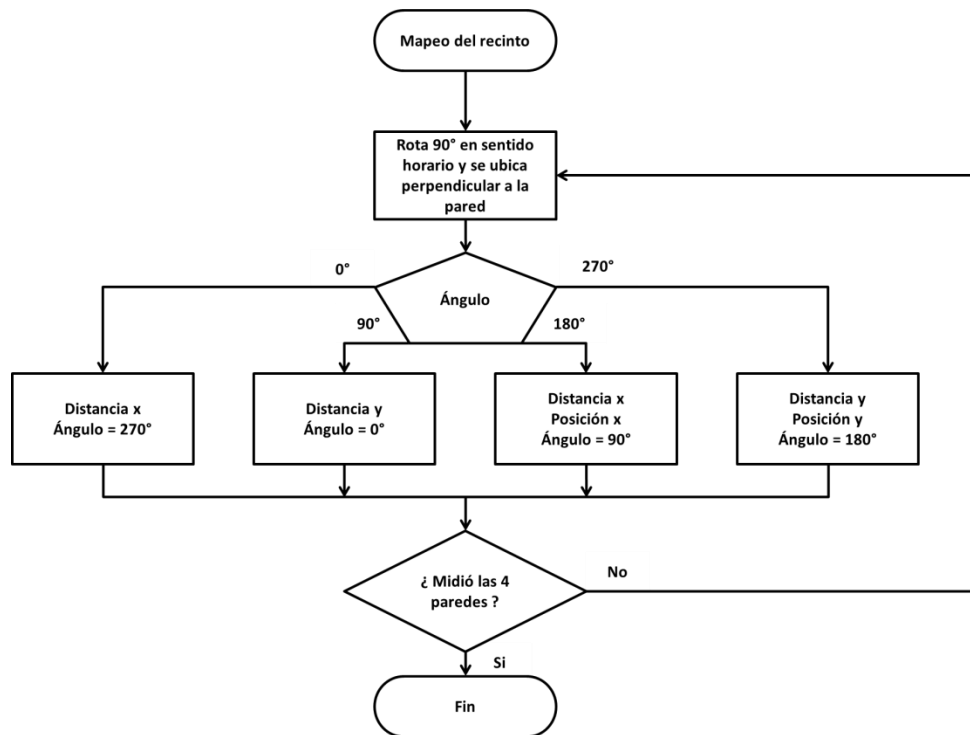 Mapeo del recinto
Rota 90° en sentido
horario y se ubica
perpendicular a la
pared
0°
270°
Ángulo
90°
180°
Distancia x
Ángulo = 270°
Distancia y
Ángulo = 0°
Distancia x
Posición x
Ángulo = 90°
Distancia y
Posición y
Ángulo = 180°
¿ Midió las 4
paredes ?
No
Si
Fin